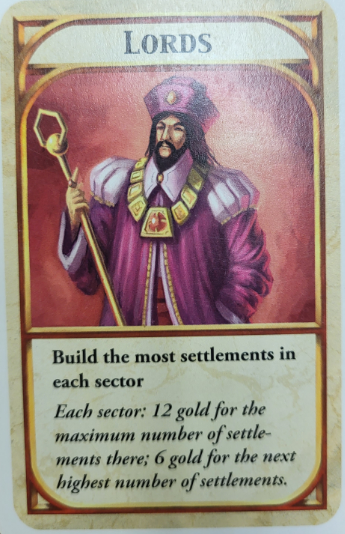 LORDS
Build the most settlements in
each sector
Each sector: 12 gold for the
maximum number of settle-
ments there; 6 gold for the next
highest number of settlements.